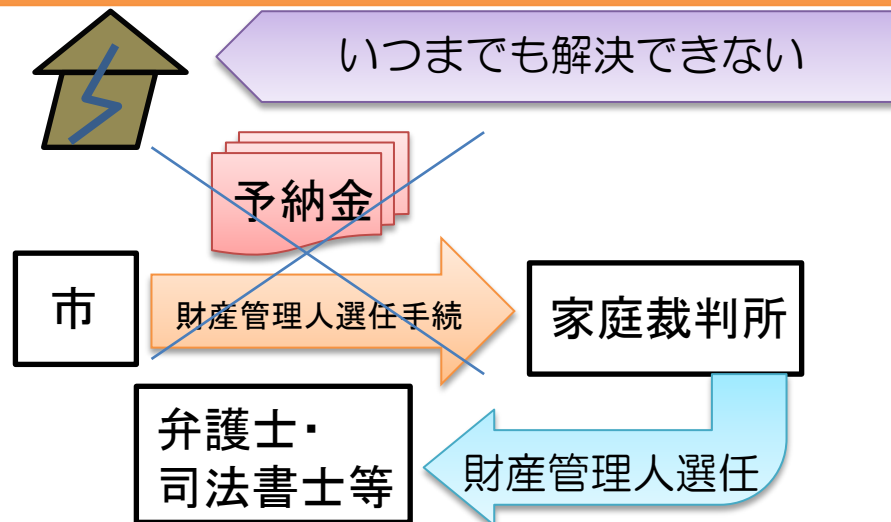 いつまでも解決できない
予納金
市
財産管理人選任手続
家庭裁判所
弁護士・
司法書士等
財産管理人選任